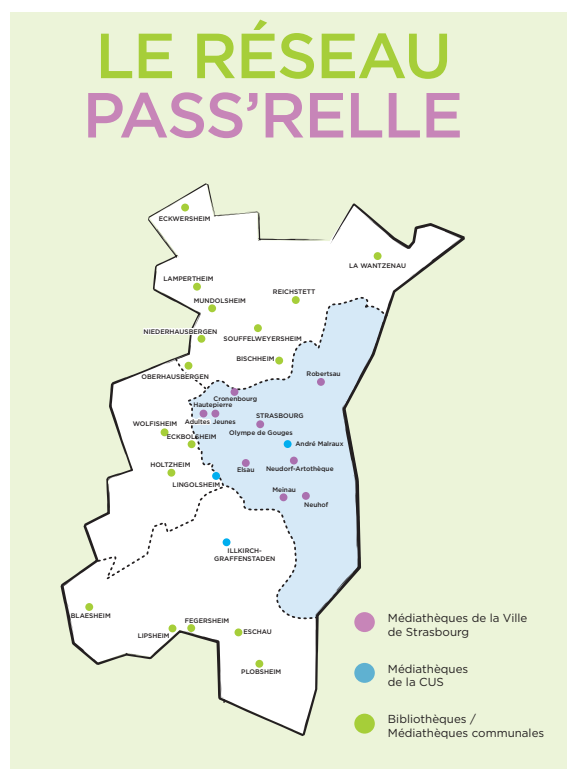 LE RÉSEAU
PASS’RELLE
ECKWERSHEIM
LA WANTZENAU
LAMPERTHEIM
REICHSTETT
MUNDOLSHEIM
NIEDERHAUSBERGEN
SOUFFELWEYERSHEIM
BISCHHEIM
OBERHAUSBERGEN
Robertsau
Cronenbourg
Hautepierre
Adultes Jeunes
STRASBOURG
WOLFISHEIM
Olympe de Gouges
ECKBOLSHEIM
André Malraux
HOLTZHEIM
Elsau
Neudorf-Artothèque
LINGOLSHEIM
Meinau
Neuhof
ILLKIRCH-
GRAFFENSTADEN
BLAESHEIM
FEGERSHEIM
LIPSHEIM
ESCHAU
PLOBSHEIM
Médiathèques de la Ville
de Strasbourg
Médiathèques
de la CUS
Bibliothèques /
Médiathèques communales